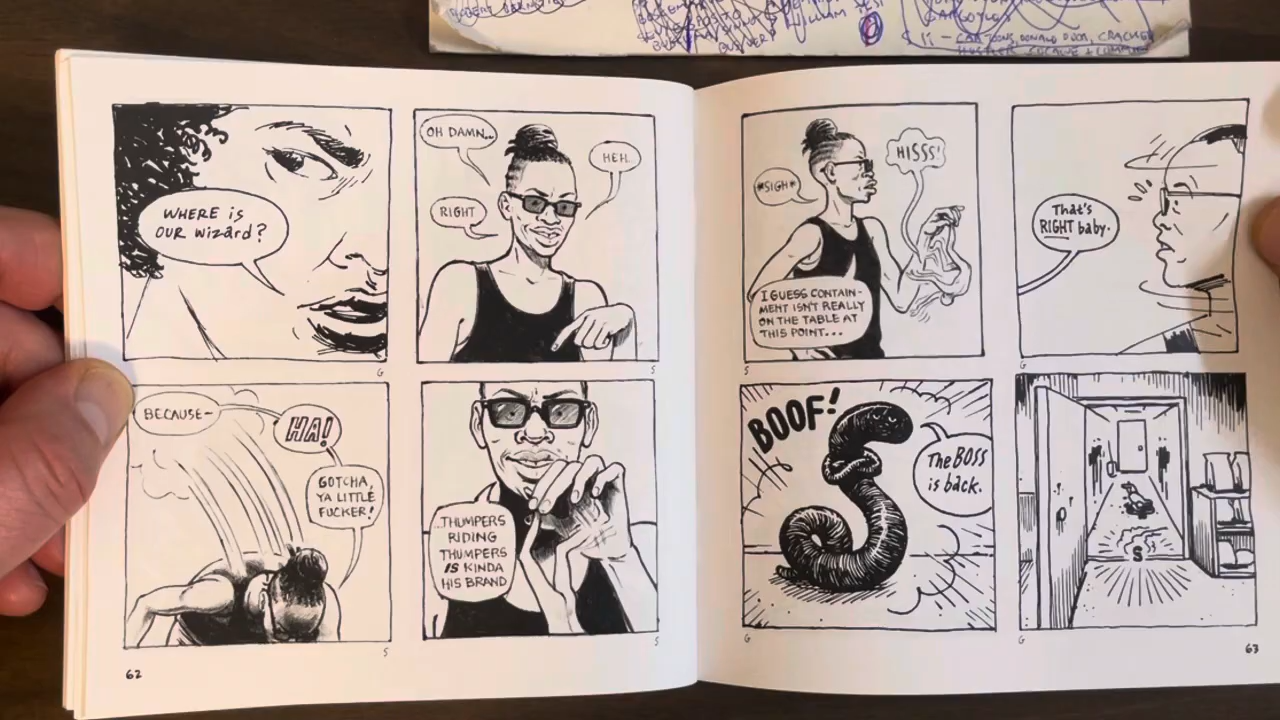 WHERE is
OUR Wizard?
G
OH DAMN...
HEH.
RIGHT
S
BECAUSE-
HA!
GOTCHA,
YA LITTLE
FUCKER!
S
...THUMPERS
RIDING
THUMPERS
IS KINDA
HIS BRAND
S
62
*SIGH*
HISSS!
I GUESS CONTAIN-
MENT ISN'T REALLY
ON THE TABLE AT
THIS POINT...
S
That's
RIGHT baby.
G
BOOF!
The BOSS
is back.
G
S
G
63